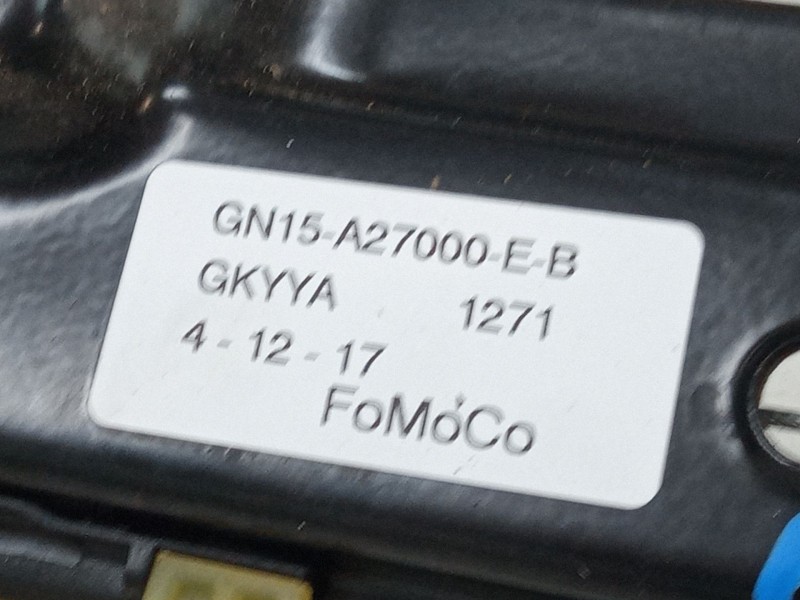 GN15-A27000-E-B
GKYYA 1271
4 - 12 - 17
FoMoCo